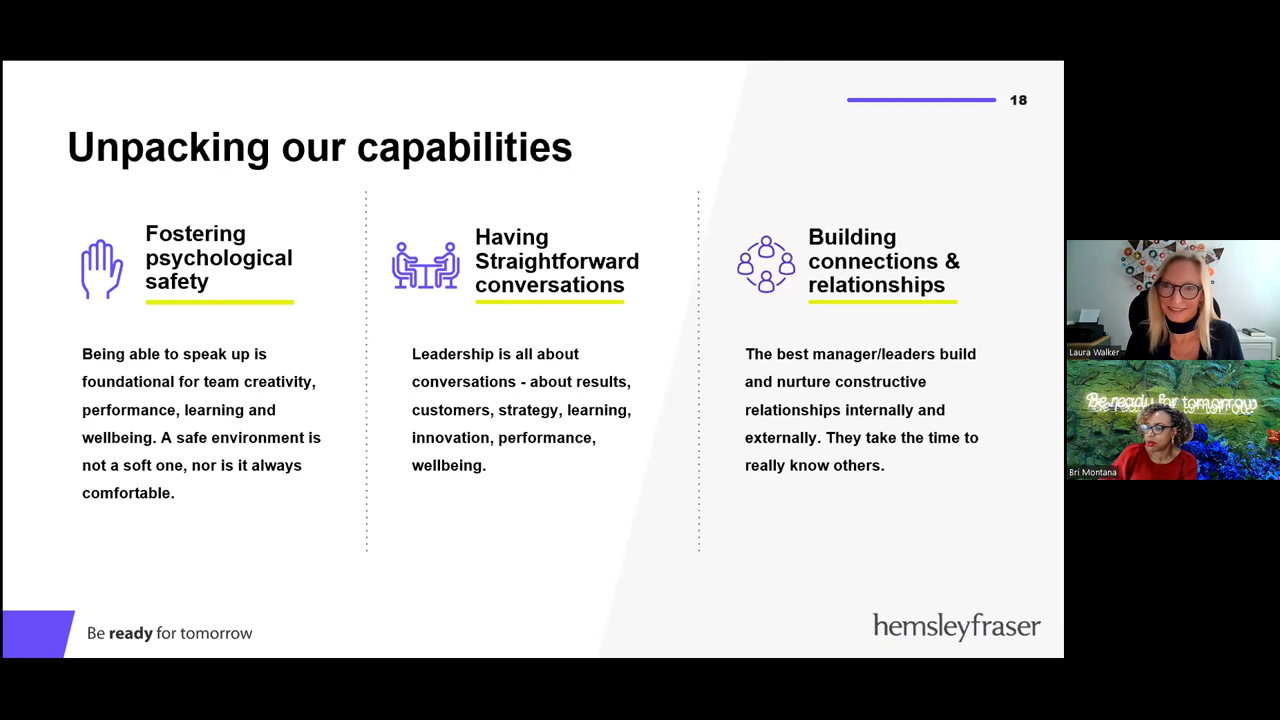 18
Unpacking our capabilities
Fostering
psychological
safety
Being able to speak up is
foundational for team creativity,
performance, learning and
wellbeing. A safe environment is
not a soft one, nor is it always
comfortable.
Having
Straightforward
conversations
Leadership is all about
conversations - about results,
customers, strategy, learning,
innovation, performance,
wellbeing.
Building
connections &
relationships
The best manager/leaders build
and nurture constructive
relationships internally and
externally. They take the time to
really know others.
Be ready for tomorrow
hemsleyfraser
Laura Walker
Be ready for tomorrow
Bri Montana